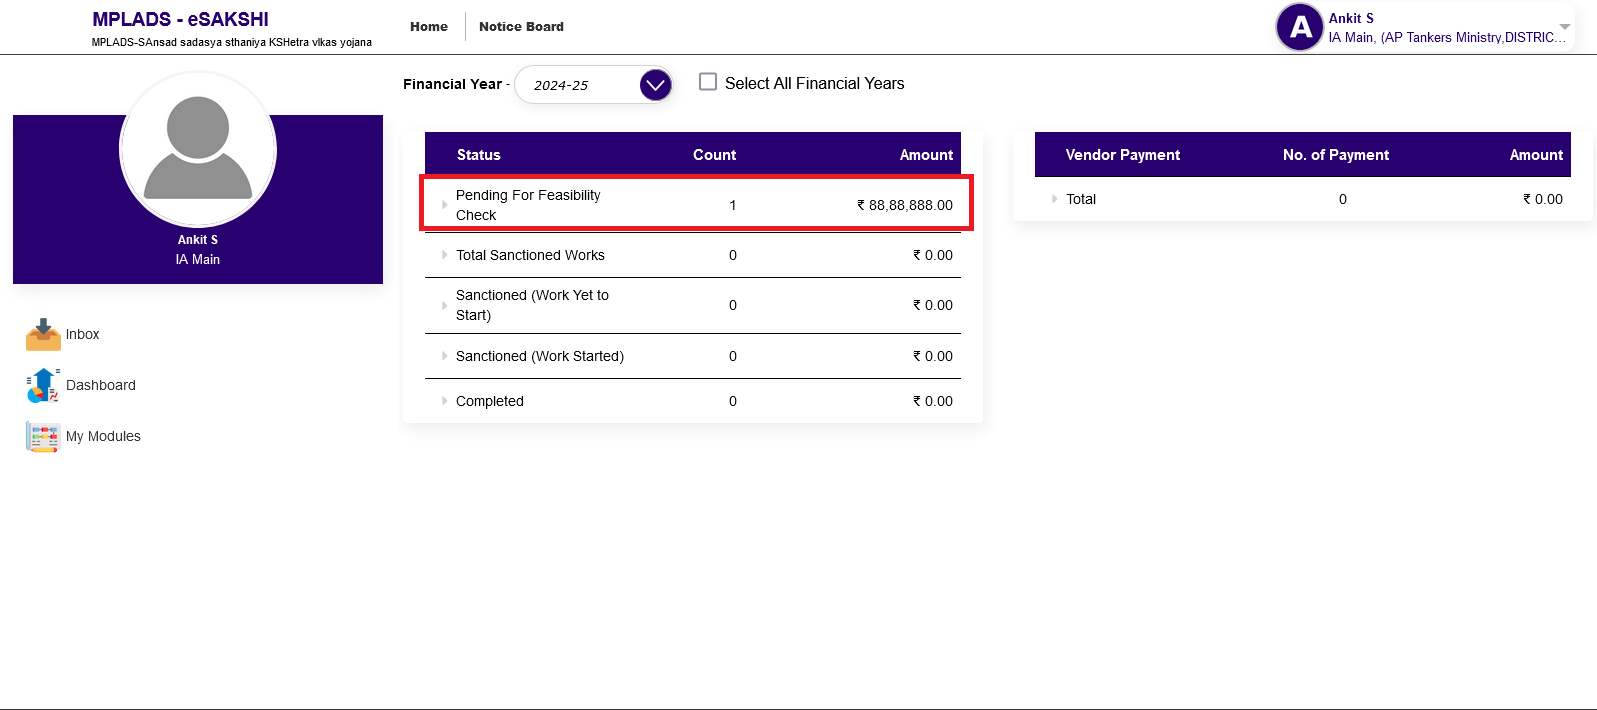 MPLADS - eSAKSHI
MPLADS-SAnsad sadasya sthaniya KSHetra vIkas yojana
Home
Notice Board
A
Ankit S
IA Main, (AP Tankers Ministry,DISTRIC...
Ankit S
IA Main
Inbox
Dashboard
My Modules
Financial Year - 2024-25
Select All Financial Years
Status Count Amount
Pending For Feasibility
Check 1 ₹ 88,88,888.00
Total Sanctioned Works 0 ₹ 0.00
Sanctioned (Work Yet to
Start) 0 ₹ 0.00
Sanctioned (Work Started) 0 ₹ 0.00
Completed 0 ₹ 0.00
Vendor Payment No. of Payment Amount
Total 0 ₹ 0.00